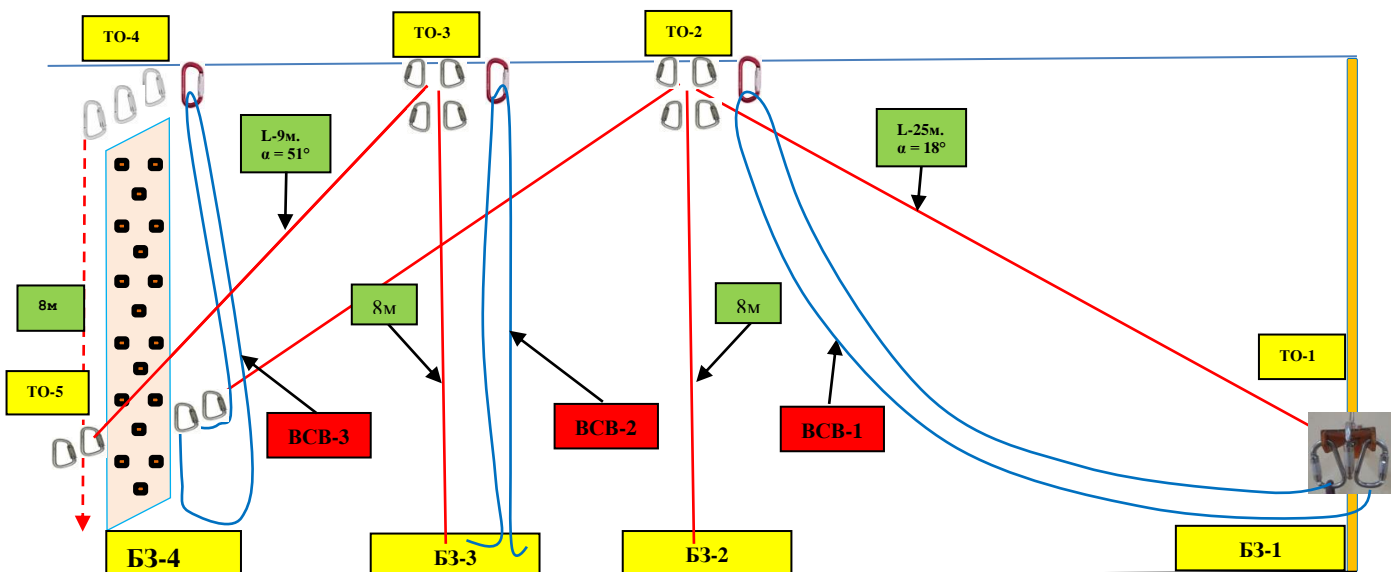 ТО-4
ТО-3
ТО-2
L-9м.
α = 51°
L-25м.
α = 18°
8м
8м
8м
ТО-1
ТО-5
ВСВ-3
ВСВ-2
ВСВ-1
БЗ-4
БЗ-3
БЗ-2
БЗ-1